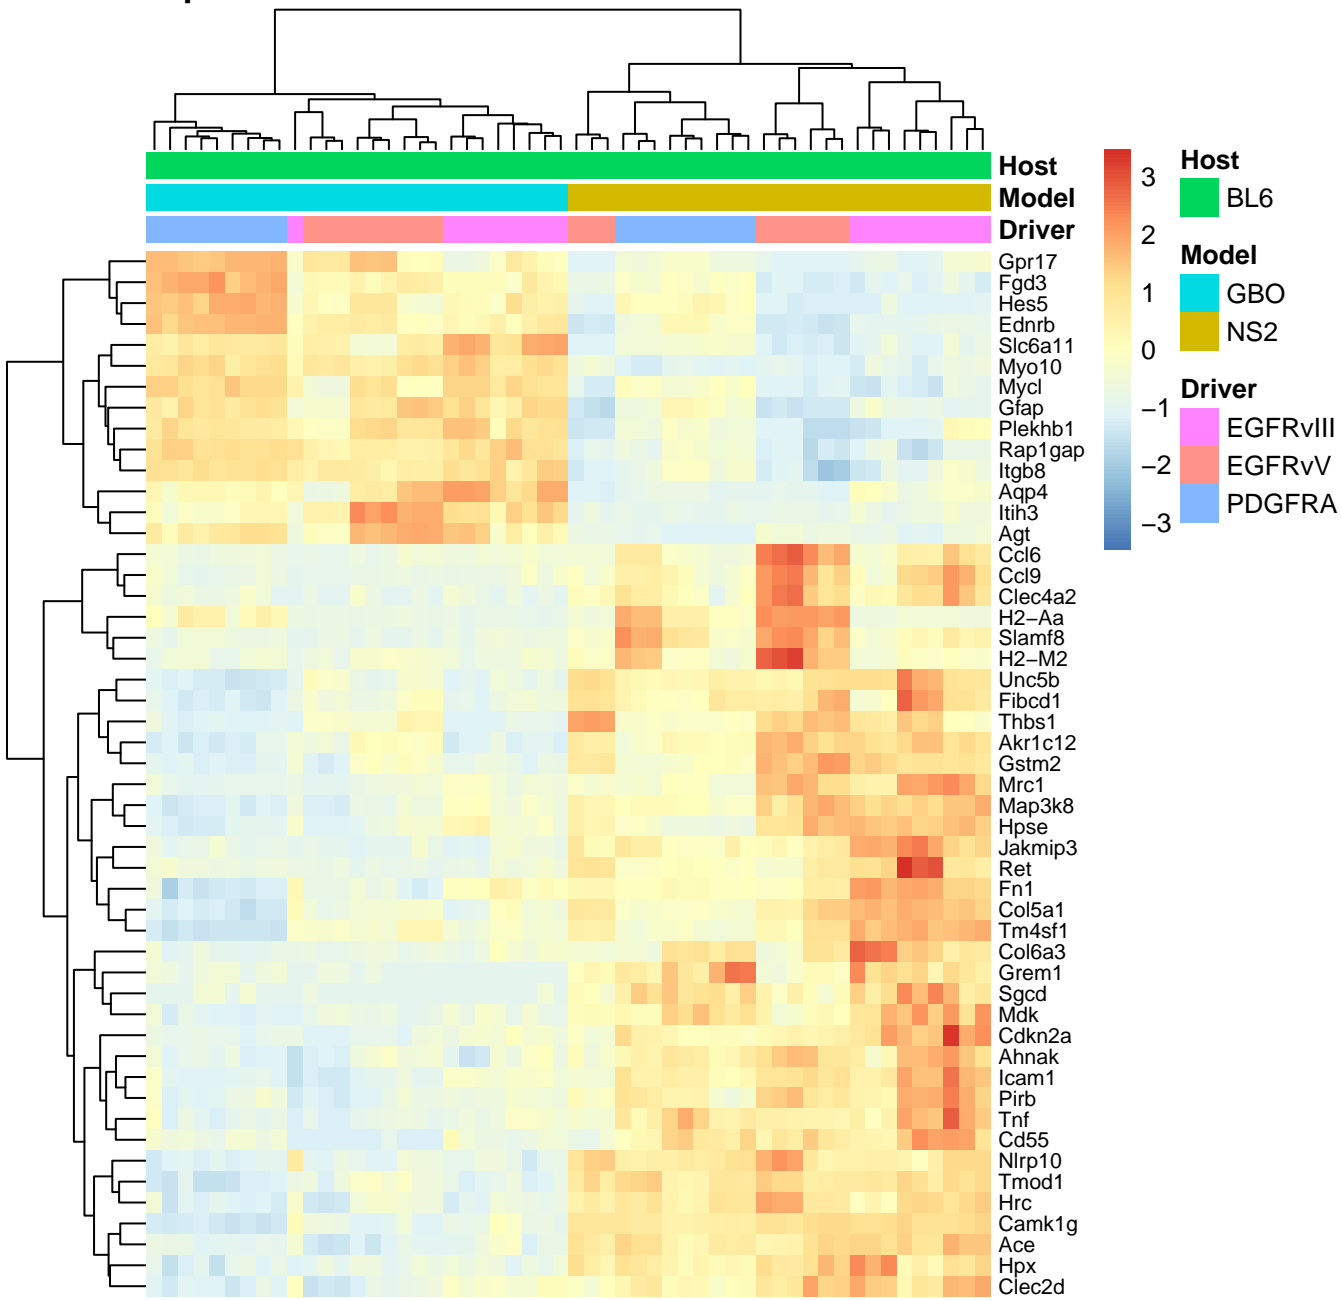 Host
Model
Driver
Gpr17
Fgd3
Hes5
Ednrb
Slc6a11
Myo10
Mycl
Gfap
Plekhb1
Rap1gap
Itgb8
Aqp4
Itih3
Agt
Ccl6
Ccl9
Clec4a2
H2−Aa
Slamf8
H2−M2
Unc5b
Fibcd1
Thbs1
Akr1c12
Gstm2
Mrc1
Map3k8
Hpse
Jakmip3
Ret
Fn1
Col5a1
Tm4sf1
Col6a3
Grem1
Sgcd
Mdk
Cdkn2a
Ahnak
Icam1
Pirb
Tnf
Cd55
Nlrp10
Tmod1
Hrc
Camk1g
Ace
Hpx
Clec2d
3
2
1
0
−1
−2
−3
Host
BL6
Model
GBO
NS2
Driver
EGFRvIII
EGFRvV
PDGFRA